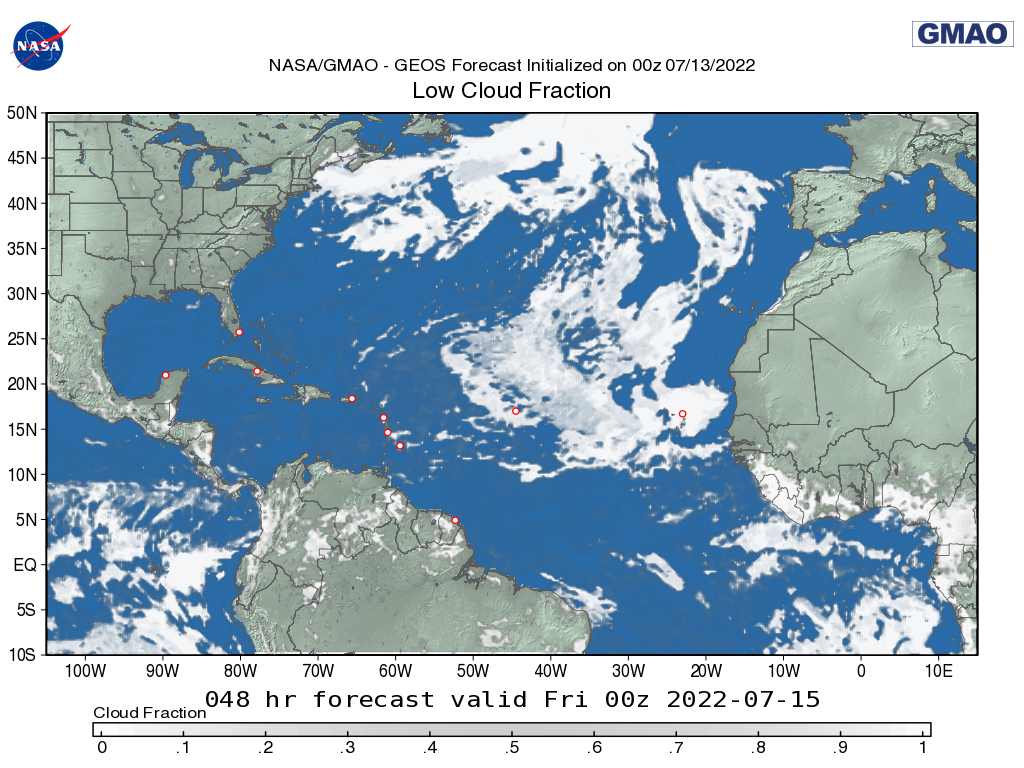 NASA
GMAO
NASA/GMAO - GEOS Forecast Initialized on 00z 07/13/2022
Low Cloud Fraction
50N
45N
40N
35N
30N
25N
20N
15N
10N
5N
EQ
5S
10S
100W 90W 80W 70W 60W 50W 40W 30W 20W 10W 0 10E
048 hr forecast valid Fri 00z 2022-07-15
Cloud Fraction
0 .1 .2 .3 .4 .5 .6 .7 .8 .9 1